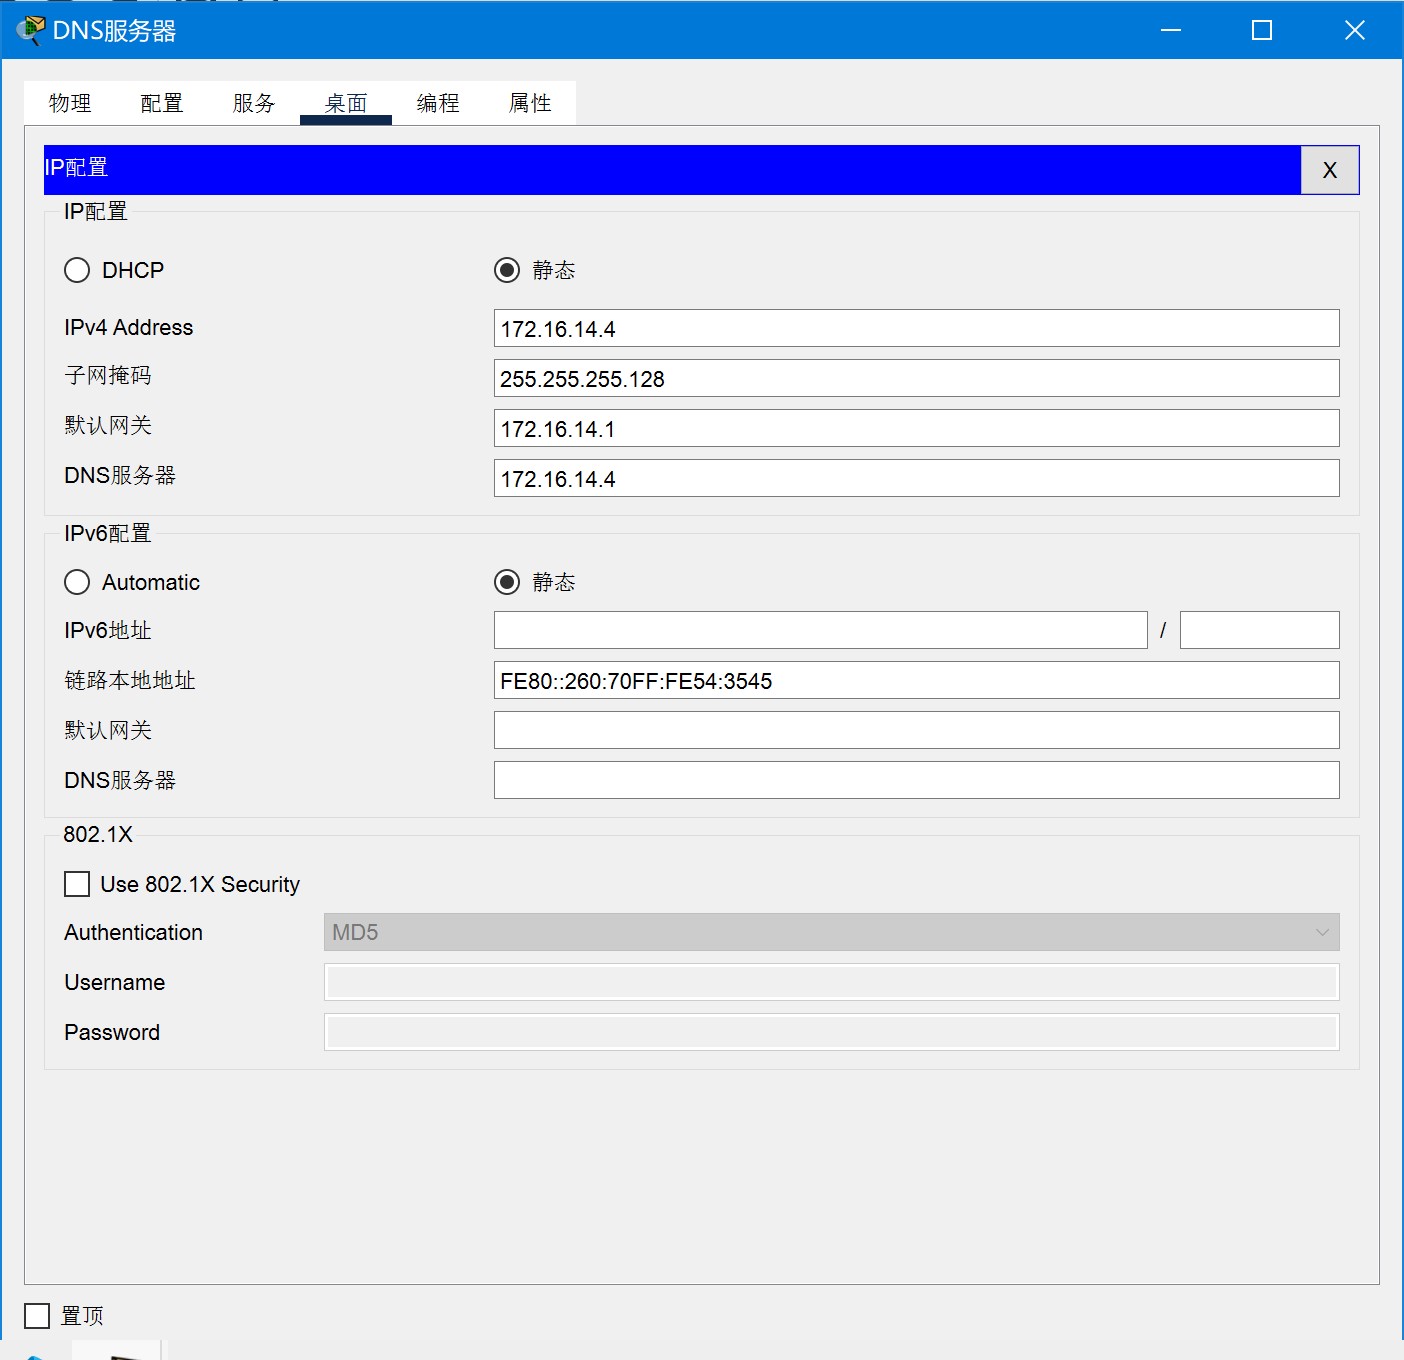 DNS服务器
物理 配置 服务 桌面 编程 属性
IP配置 X
IP配置
DHCP 静态
IPv4 Address 172.16.14.4
子网掩码 255.255.255.128
默认网关 172.16.14.1
DNS服务器 172.16.14.4
IPv6配置
Automatic 静态
IPv6地址 /
链路本地地址 FE80::260:70FF:FE54:3545
默认网关
DNS服务器
802.1X
Use 802.1X Security
Authentication MD5
Username
Password
置顶